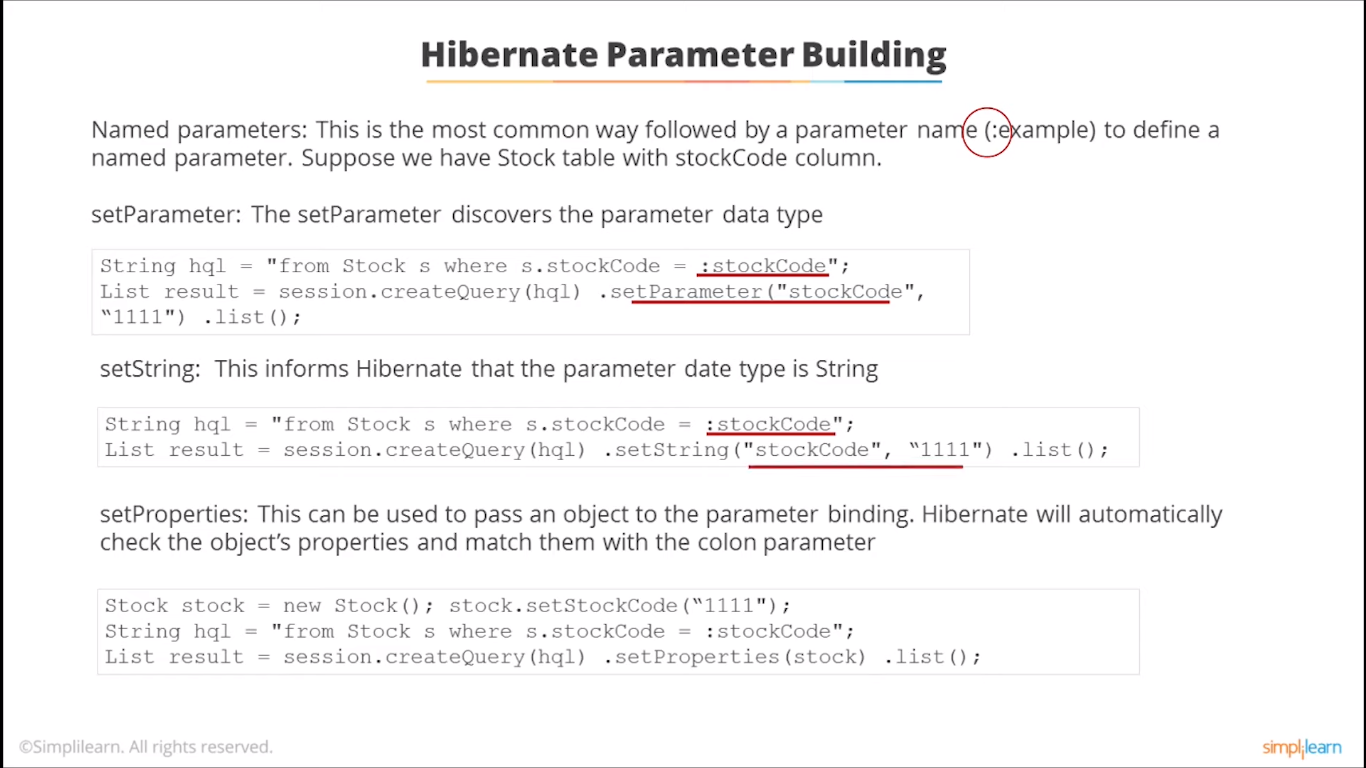 Hibernate Parameter Building
Named parameters: This is the most common way followed by a parameter name (:example) to define a
named parameter. Suppose we have Stock table with stockCode column.
setParameter: The setParameter discovers the parameter data type
String hql = "from Stock s where s.stockCode = :stockCode";
List result = session.createQuery(hql) .setParameter("stockCode",
“1111") .list();
setString: This informs Hibernate that the parameter date type is String
String hql = "from Stock s where s.stockCode = :stockCode";
List result = session.createQuery(hql) .setString("stockCode", “1111") .list();
setProperties: This can be used to pass an object to the parameter binding. Hibernate will automatically
check the object’s properties and match them with the colon parameter
Stock stock = new Stock(); stock.setStockCode(“1111");
String hql = "from Stock s where s.stockCode = :stockCode";
List result = session.createQuery(hql) .setProperties(stock) .list();
©Simplilearn. All rights reserved.
simplilearn